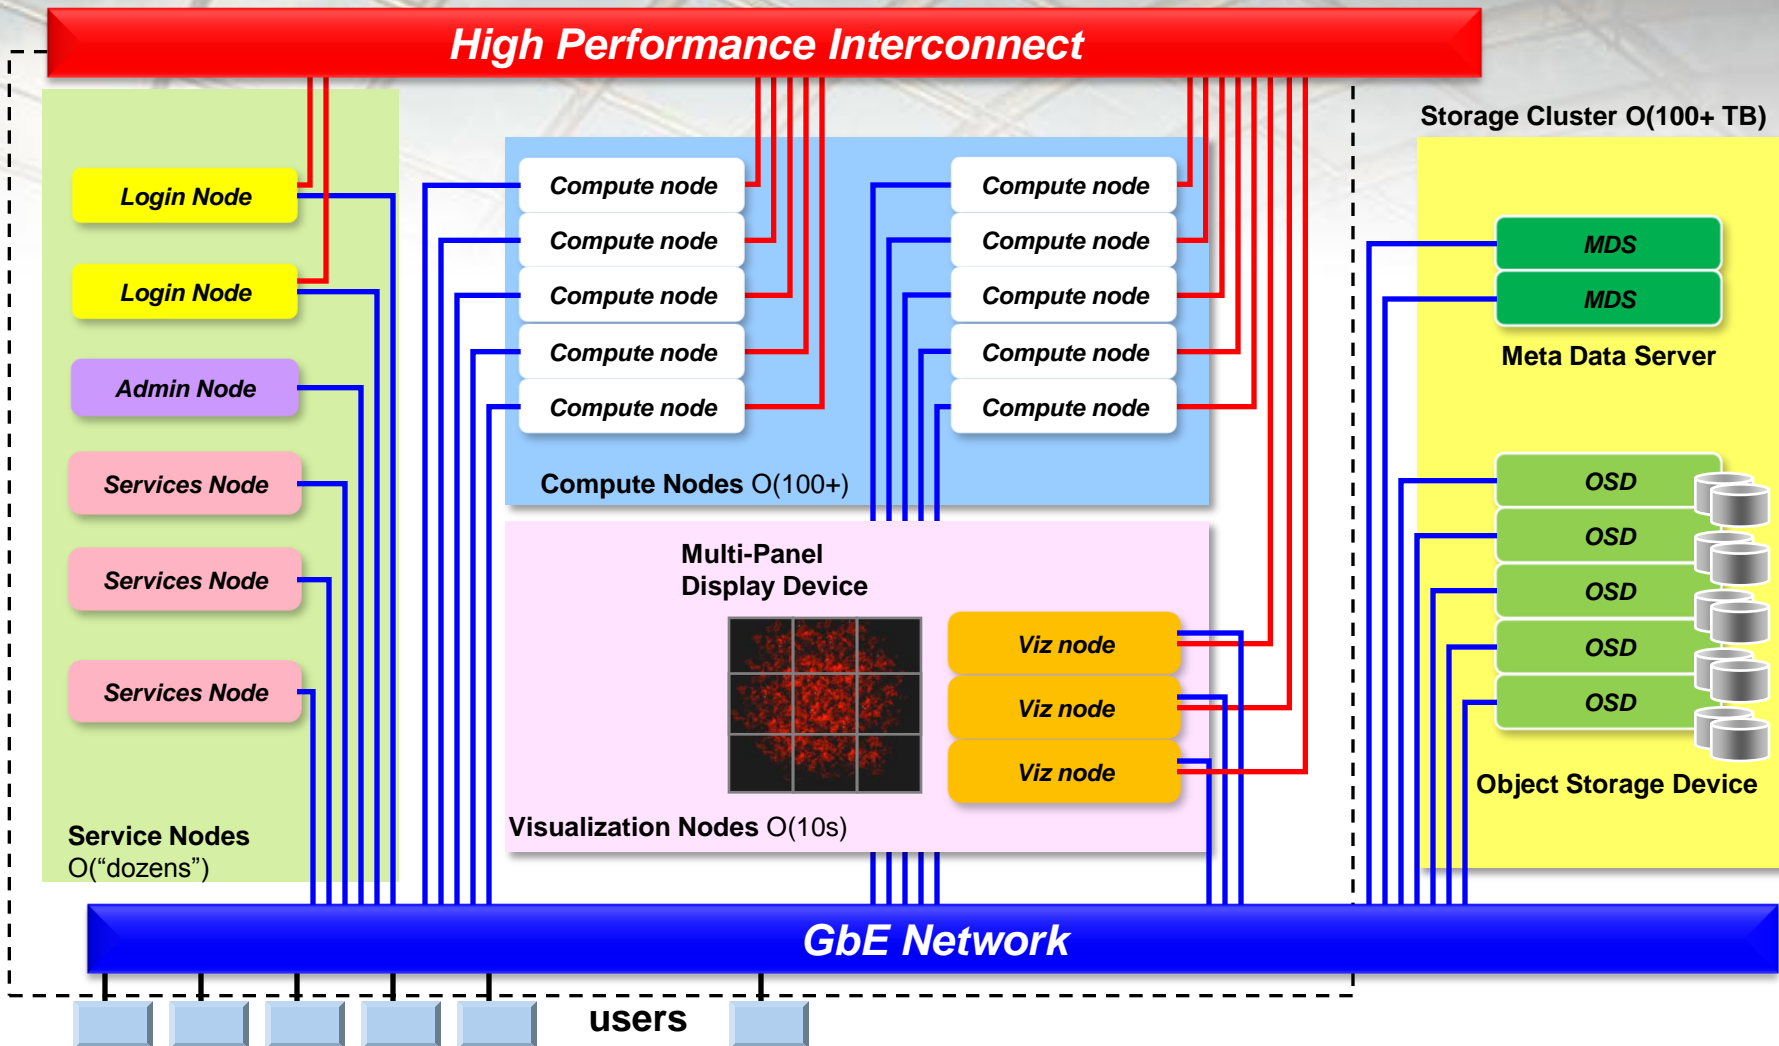 High Performance Interconnect
Storage Cluster O(100+ TB)
Login Node
Login Node
Admin Node
Services Node
Services Node
Services Node
Service Nodes
O(“dozens”)
Compute node
Compute node
Compute node
Compute node
Compute node
Compute node
Compute node
Compute node
Compute node
Compute node
Compute Nodes O(100+)
Multi-Panel
Display Device
Viz node
Viz node
Viz node
Visualization Nodes O(10s)
MDS
MDS
Meta Data Server
OSD
OSD
OSD
OSD
OSD
Object Storage Device
GbE Network
users